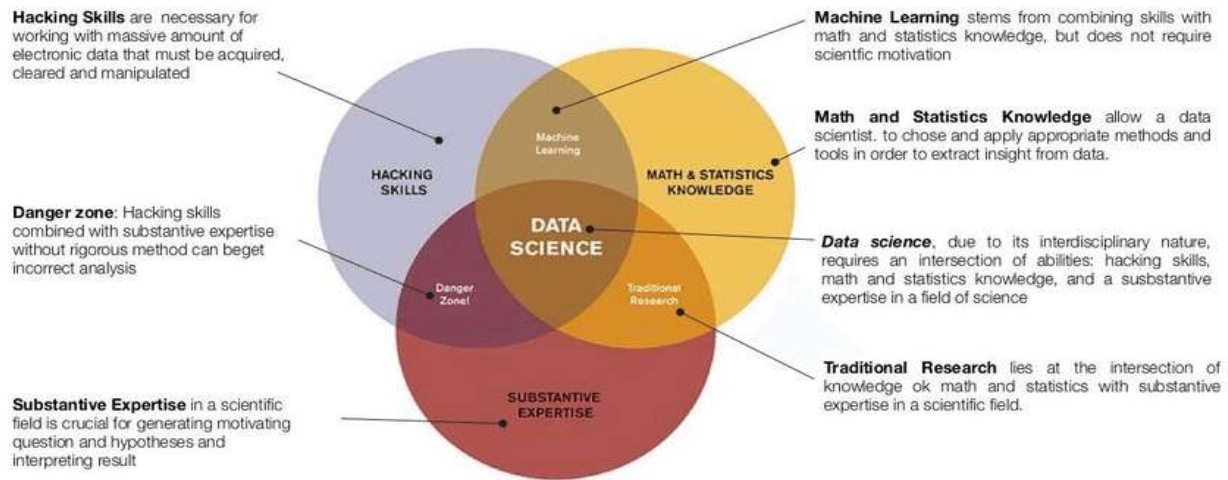 Hacking Skills are necessary for
working with massive amount of
electronic data that must be acquired,
cleared and manipulated
Danger zone: Hacking skills
combined with substantive expertise
without rigorous method can beget
incorrect analysis
Substantive Expertise in a scientific
field is crucial for generating motivating
question and hypotheses and
interpreting result
HACKING
SKILLS
Machine
Learning
MATH & STATISTICS
KNOWLEDGE
DATA
SCIENCE
Danger
Zone!
Traditional
Research
SUBSTANTIVE
EXPERTISE
Machine Learning stems from combining skills with
math and statistics knowledge, but does not require
scientfic motivation
Math and Statistics Knowledge allow a data
scientist. to chose and apply appropriate methods and
tools in order to extract insight from data.
Data science, due to its interdisciplinary nature,
requires an intersection of abilities: hacking skills,
math and statistics knowledge, and a susbstantive
expertise in a field of science
Traditional Research lies at the intersection of
knowledge ok math and statistics with substantive
expertise in a scientific field.